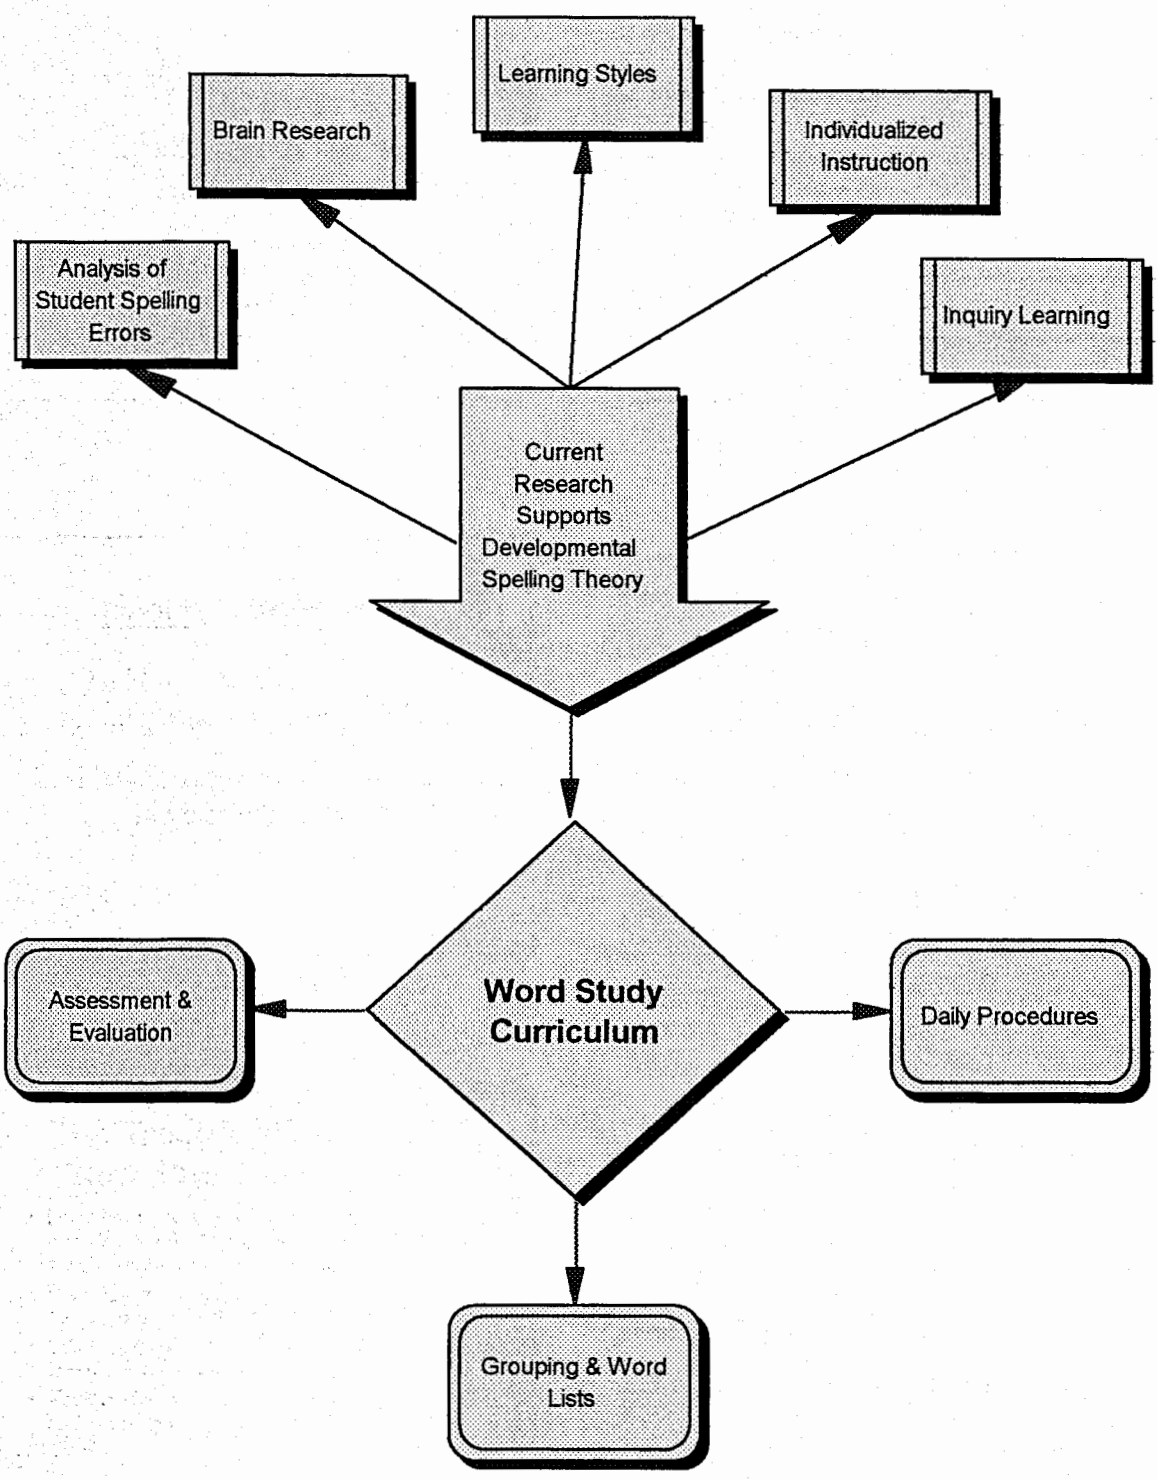 Learning Styles
Brain Research
Individualized
Instruction
Analysis of
Student Spelling
Errors
Inquiry Learning
Current
Research
Supports
Developmental
Spelling Theory
Word Study
Curriculum
Assessment &
Evaluation
Daily Procedures
Grouping & Word
Lists